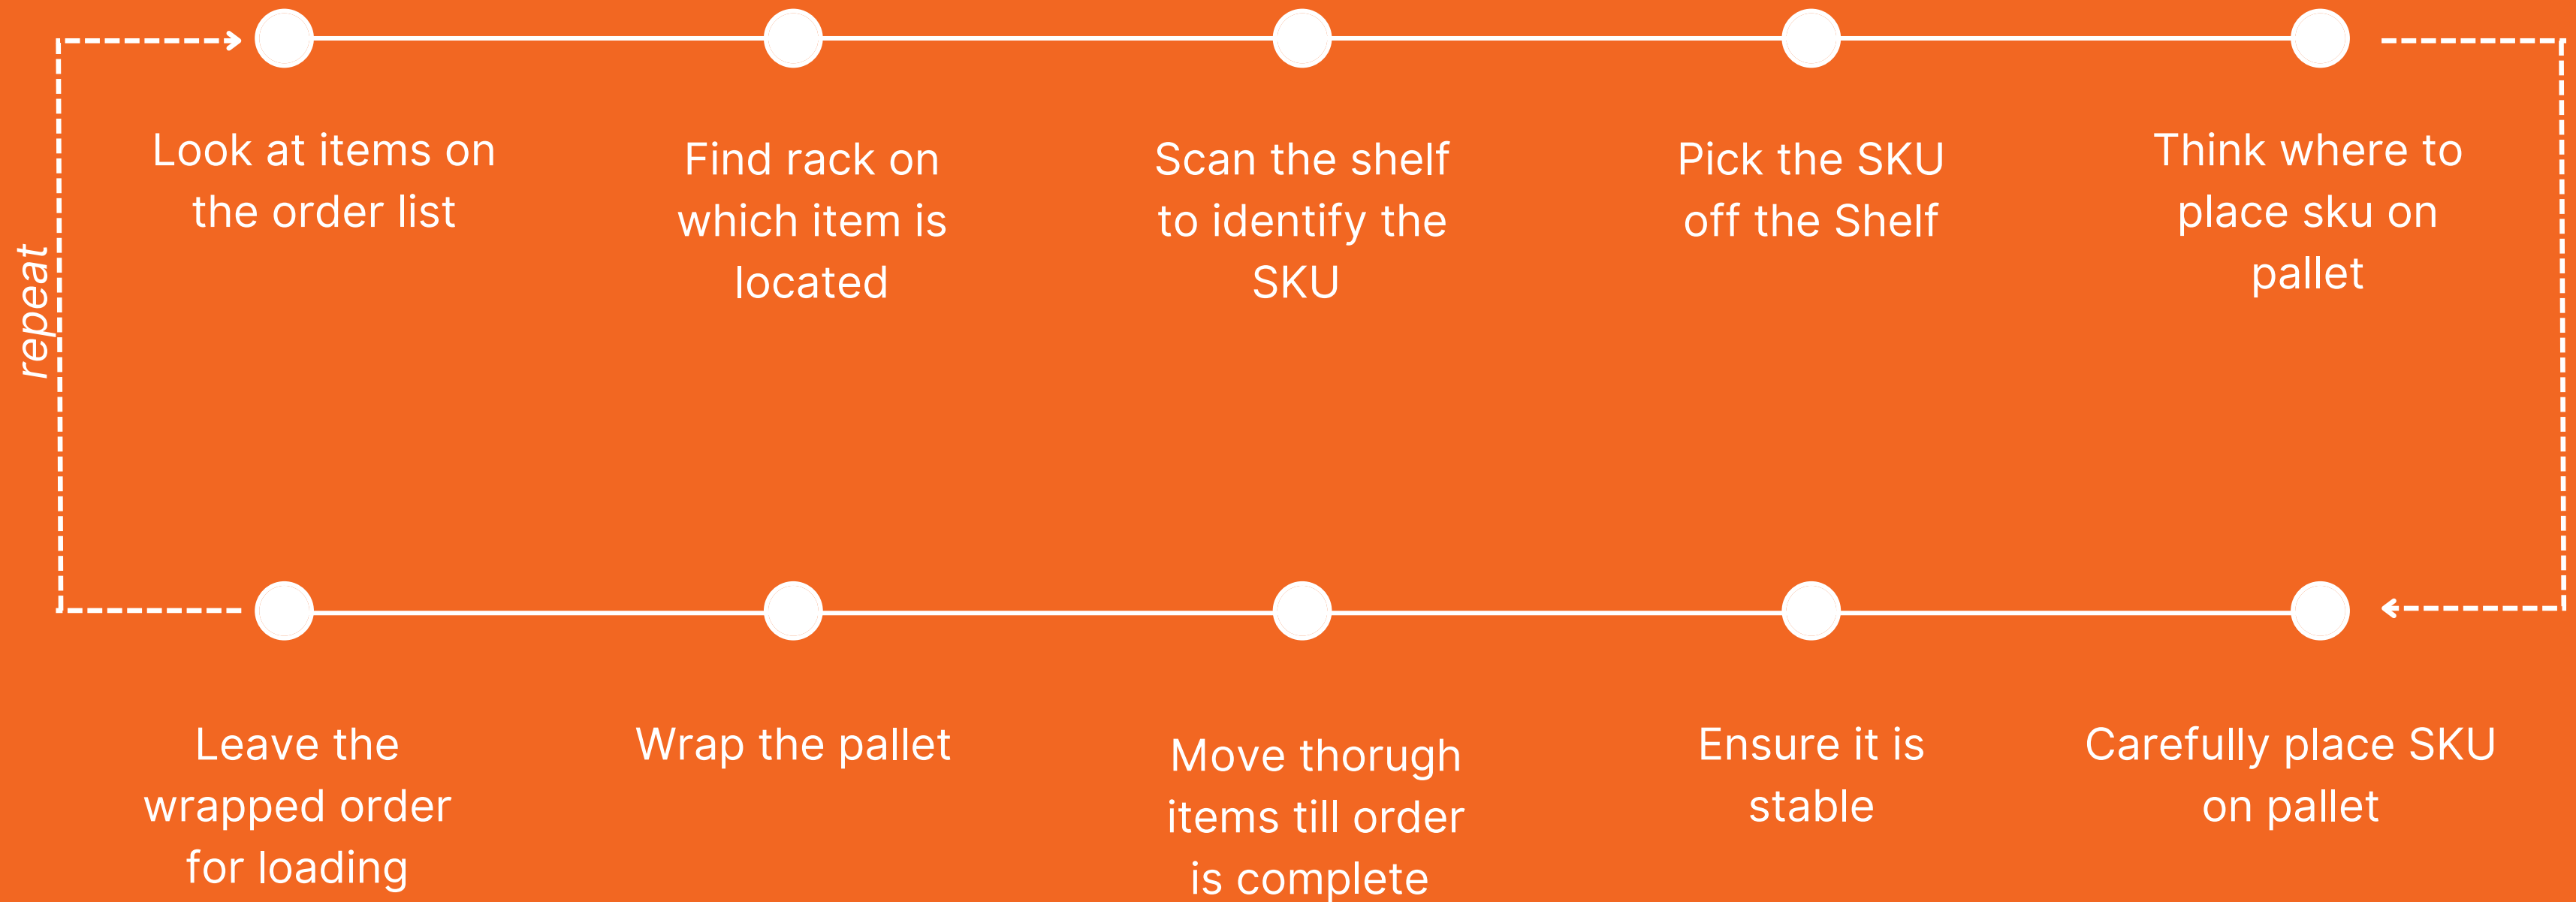 Look at items on
the order list
Find rack on
which item is
located
Scan the shelf
to identify the
SKU
Pick the SKU
off the Shelf
Think where to
place sku on
pallet
repeat
Leave the
wrapped order
for loading
Wrap the pallet
Move thorugh
items till order
is complete
Ensure it is
stable
Carefully place SKU
on pallet